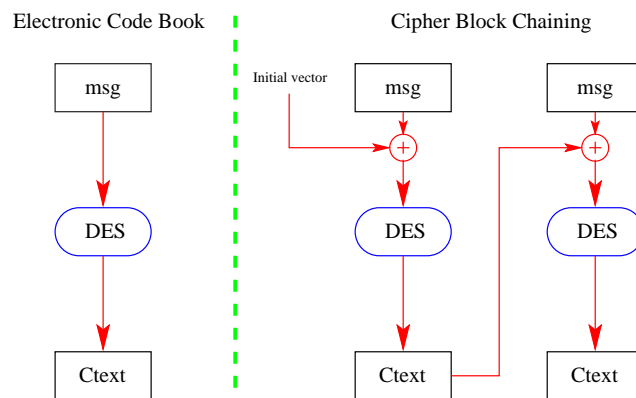 Electronic Code Book
Cipher Block Chaining
msg
Initial vector
msg
msg
+
+
DES
DES
DES
Ctext
Ctext
Ctext